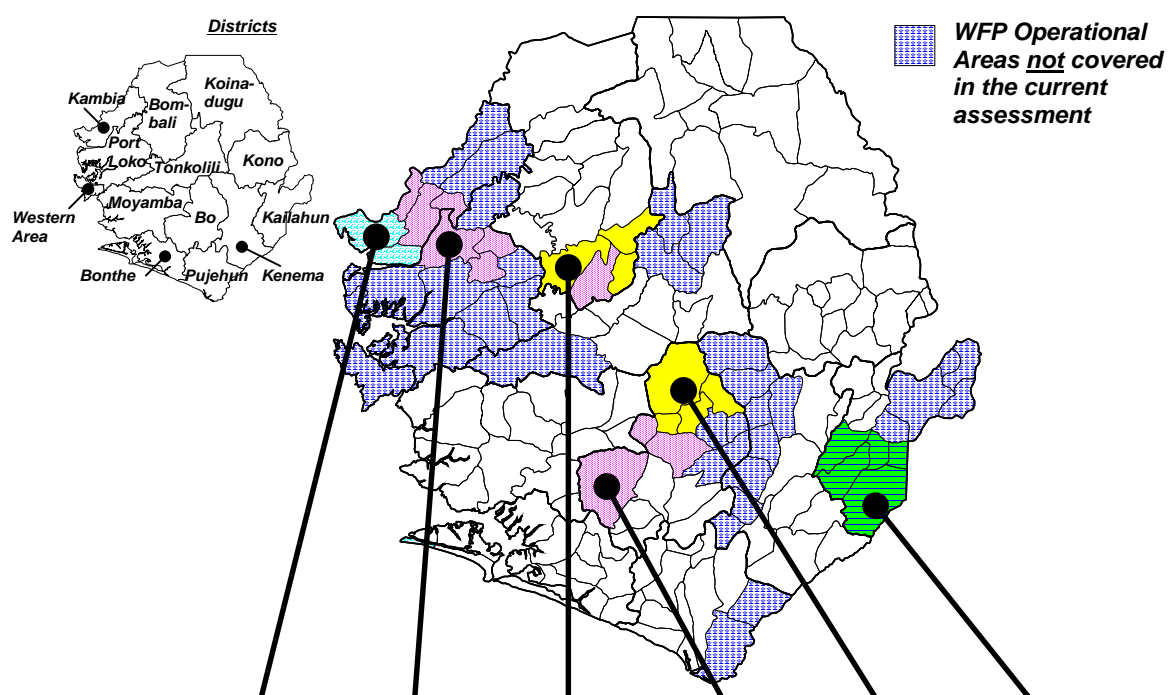 Districts
Koina-
dugu
Kambia
Bom-
bali
Port
Loko
Tonkolili
Kono
Moyamba
Western
Area
Bo
Kailahun
Bonthe
Pujehun
Kenema
WFP Operational
Areas not covered
in the current
assessment